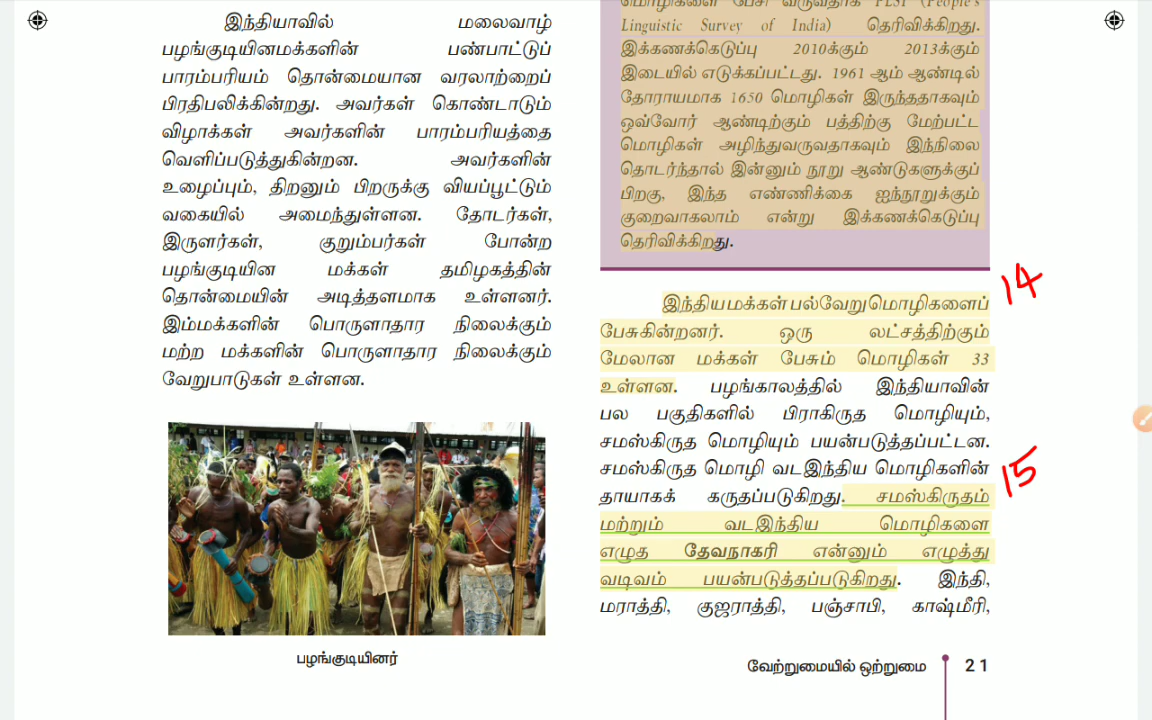 இந்தியாவில் மலைவாழ்
பழங்குடியினமக்களின் பண்பாட்டுப்
பாரம்பரியம் தொன்மையான வரலாற்றைப்
பிரதிபலிக்கின்றது. அவர்கள் கொண்டாடும்
விழாக்கள் அவர்களின் பாரம்பரியத்தை
வெளிப்படுத்துகின்றன. அவர்களின்
உழைப்பும், திறனும் பிறருக்கு வியப்பூட்டும்
வகையில் அமைந்துள்ளன. தோடர்கள்,
இருளர்கள், குறும்பர்கள் போன்ற
பழங்குடியின மக்கள் தமிழகத்தின்
தொன்மையின் அடித்தளமாக உள்ளனர்.
இம்மக்களின் பொருளாதார நிலைக்கும்
மற்ற மக்களின் பொருளாதார நிலைக்கும்
வேறுபாடுகள் உள்ளன.
பழங்குடியினர்
மொழிகளை பேசி வருவதாக PLSI (People's
Linguistic Survey of India) தெரிவிக்கிறது.
இக்கணக்கெடுப்பு 2010க்கும் 2013க்கும்
இடையில் எடுக்கப்பட்டது. 1961 ஆம் ஆண்டில்
தோராயமாக 1650 மொழிகள் இருந்ததாகவும்
ஒவ்வோர் ஆண்டிற்கும் பத்திற்கு மேற்பட்ட
மொழிகள் அழிந்துவருவதாகவும் இந்நிலை
தொடர்ந்தால் இன்னும் நூறு ஆண்டுகளுக்குப்
பிறகு, இந்த எண்ணிக்கை ஐந்நூறுக்கும்
குறைவாகலாம் என்று இக்கணக்கெடுப்பு
தெரிவிக்கிறது.
14
இந்தியமக்கள் பல்வேறு மொழிகளைப்
பேசுகின்றனர். ஒரு லட்சத்திற்கும்
மேலான மக்கள் பேசும் மொழிகள் 33
உள்ளன. பழங்காலத்தில் இந்தியாவின்
பல பகுதிகளில் பிராகிருத மொழியும்,
சமஸ்கிருத மொழியும் பயன்படுத்தப்பட்டன.
சமஸ்கிருத மொழி வடஇந்திய மொழிகளின்
15
தாயாகக் கருதப்படுகிறது. சமஸ்கிருதம்
மற்றும் வடஇந்திய மொழிகளை
எழுத தேவநாகரி என்னும் எழுத்து
வடிவம் பயன்படுத்தப்படுகிறது. இந்தி,
மராத்தி, குஜராத்தி, பஞ்சாபி, காஷ்மீரி,
வேற்றுமையில் ஒற்றுமை 21